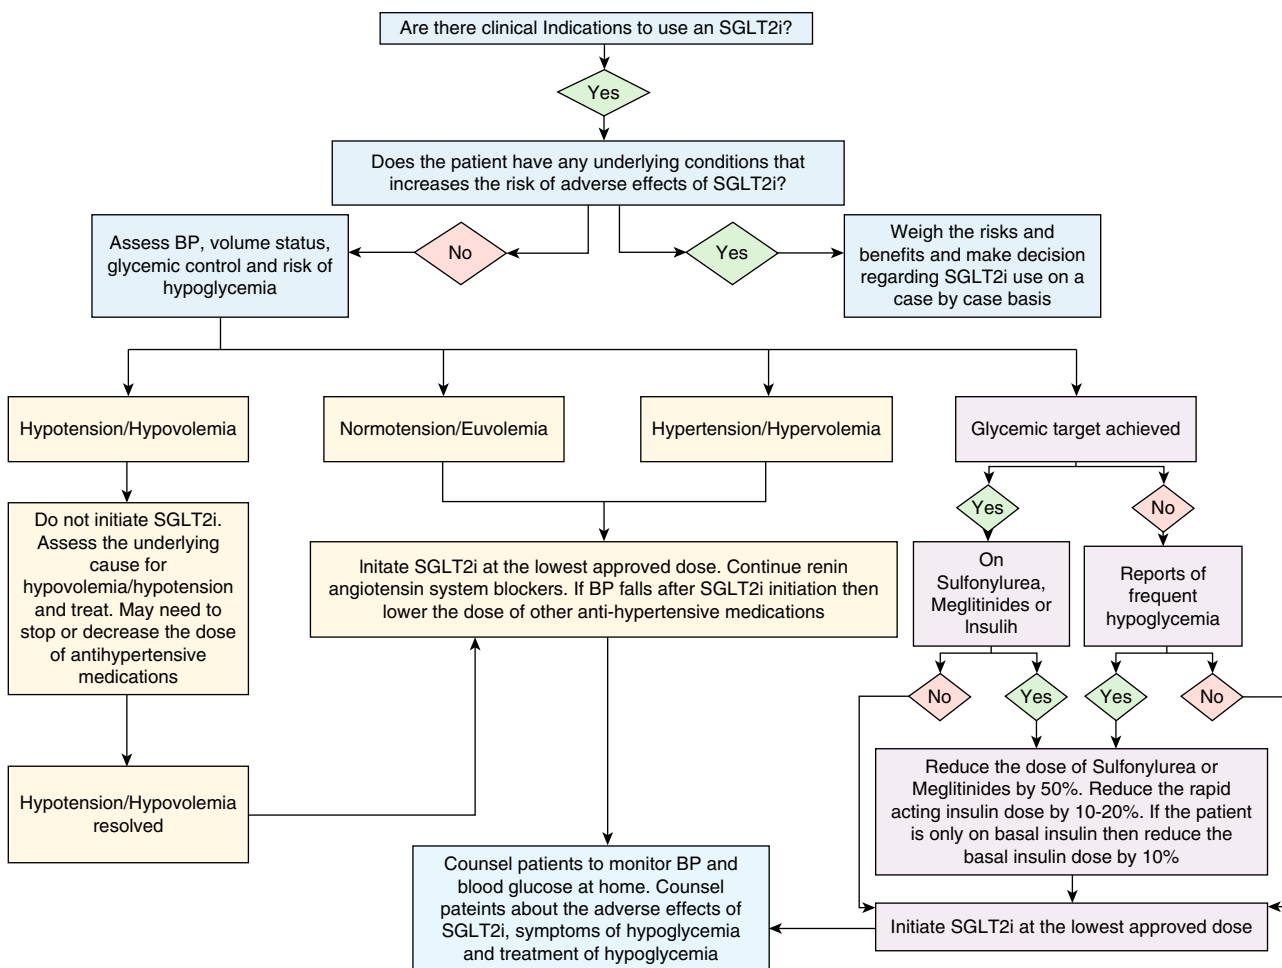 Are there clinical Indications to use an SGLT2i?
Yes
Does the patient have any underlying conditions that
increases the risk of adverse effects of SGLT2i?
Assess BP, volume status,
glycemic control and risk of
hypoglycemia
No
Yes
Weigh the risks and
benefits and make decision
regarding SGLT2i use on a
case by case basis
Hypotension/Hypovolemia
Normotension/Euvolemia
Hypertension/Hypervolemia
Glycemic target achieved
Do not initiate SGLT2i.
Assess the underlying
cause for
hypovolemia/hypotension
and treat. May need to
stop or decrease the dose
of antihypertensive
medications
Initate SGLT2i at the lowest approved dose. Continue renin
angiotensin system blockers. If BP falls after SGLT2i initiation then
lower the dose of other anti-hypertensive medications
Yes
No
On
Sulfonylurea,
Meglitinides or
Insulih
Reports of
frequent
hypoglycemia
No
Yes
Yes
No
Hypotension/Hypovolemia
resolved
Reduce the dose of Sulfonylurea or
Meglitinides by 50%. Reduce the rapid
acting insulin dose by 10-20%. If the patient
is only on basal insulin then reduce the
basal insulin dose by 10%
Counsel patients to monitor BP and
blood glucose at home. Counsel
pateints about the adverse effects of
SGLT2i, symptoms of hypoglycemia
and treatment of hypoglycemia
Initiate SGLT2i at the lowest approved dose